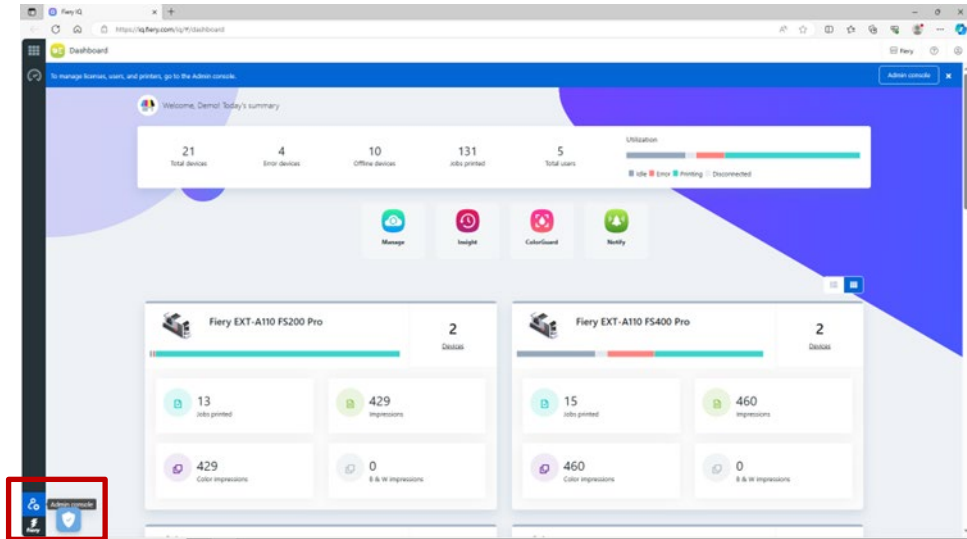 Fiery IQ
https://iq.fiery.com/iq/#/dashboard
Dashboard
Fiery
To manage licenses, users, and printers, go to the Admin console.
Admin console
Welcome, Demo! Today's summary
21
Total devices
4
Error devices
10
Offline devices
131
Jobs printed
5
Total users
Utilization
Idle Error Printing Disconnected
Manage
Insight
ColorGuard
Notify
Fiery EXT-A110 FS200 Pro
2
Devices
13
Jobs printed
429
Impressions
429
Color impressions
0
B & W impressions
Fiery EXT-A110 FS400 Pro
2
Devices
15
Jobs printed
460
Impressions
460
Color impressions
0
B & W impressions
Admin console
Fiery